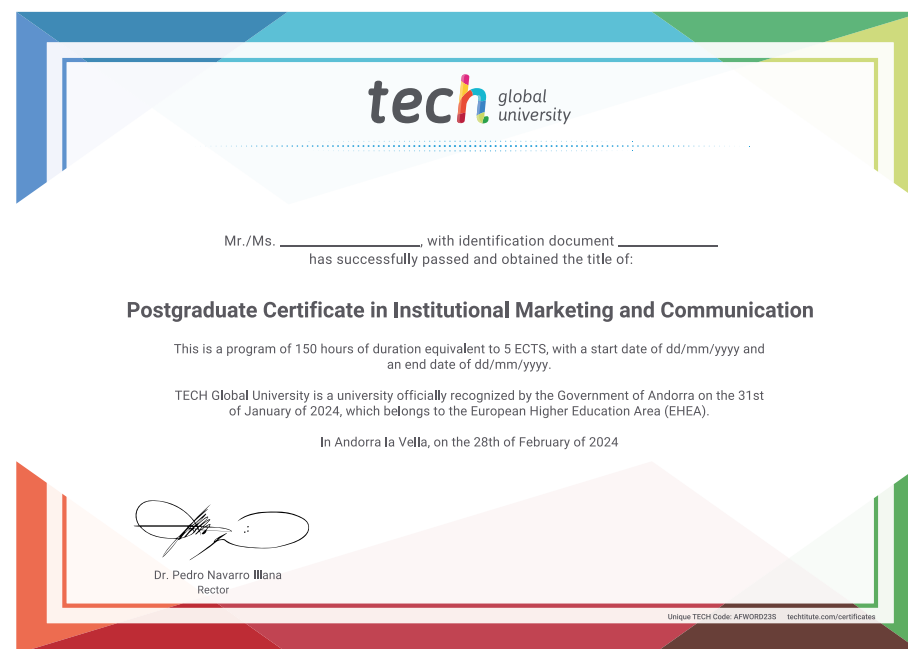 tech global university
Mr./Ms. ____________, with identification document ____________
has successfully passed and obtained the title of:
Postgraduate Certificate in Institutional Marketing and Communication
This is a program of 150 hours of duration equivalent to 5 ECTS, with a start date of dd/mm/yyyy and
an end date of dd/mm/yyyy.
TECH Global University is a university officially recognized by the Government of Andorra on the 31st
of January of 2024, which belongs to the European Higher Education Area (EHEA).
In Andorra la Vella, on the 28th of February of 2024
Dr. Pedro Navarro Illana
Rector
Unique TECH Code: AFWORD23S techtitute.com/certificates